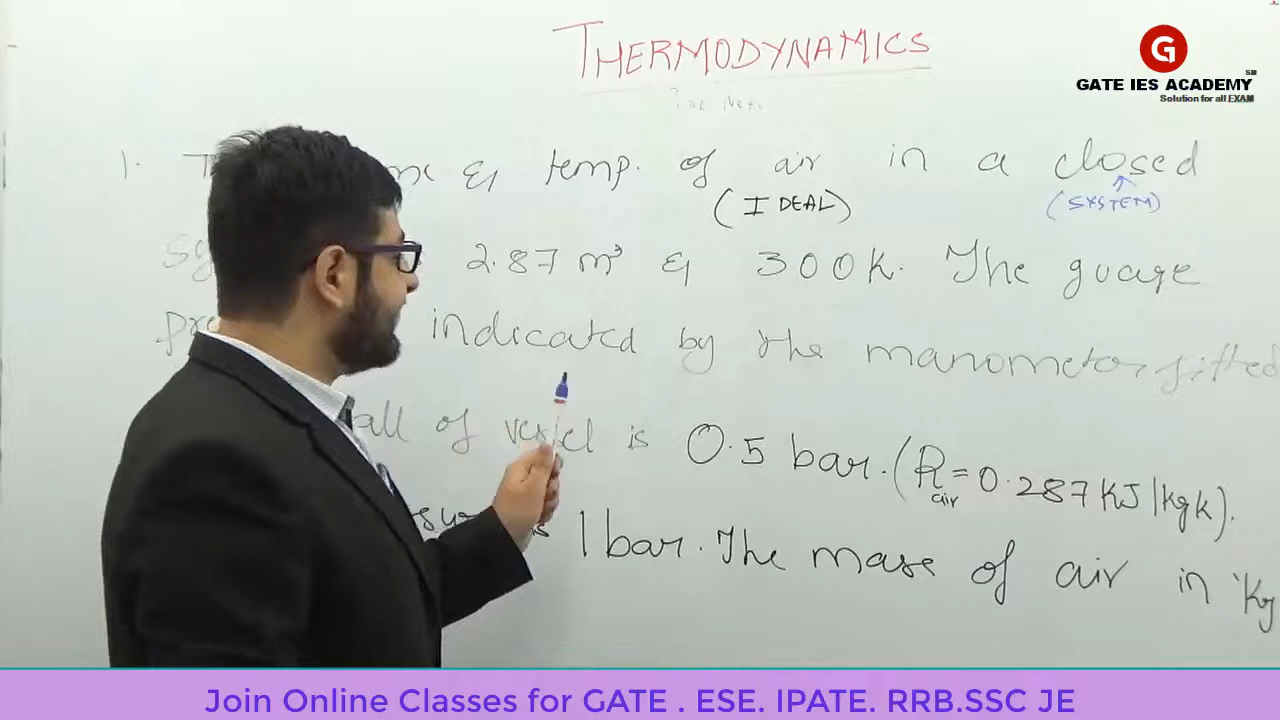 THERMODYNAMICS
G
SM
GATE IES ACADEMY
Solution for all EXAM
1. & temp. of air in a closed
(IDEAL) (SYSTEM)
2.87 m³ & 300K. The guage
indicated by the manometer fitted
all of vessel is 0.5 bar. (R air = 0.287 KJ/kgk).
is 1 bar. The mass of air in 'Kg
Join Online Classes for GATE . ESE. IPATE. RRB.SSC JE